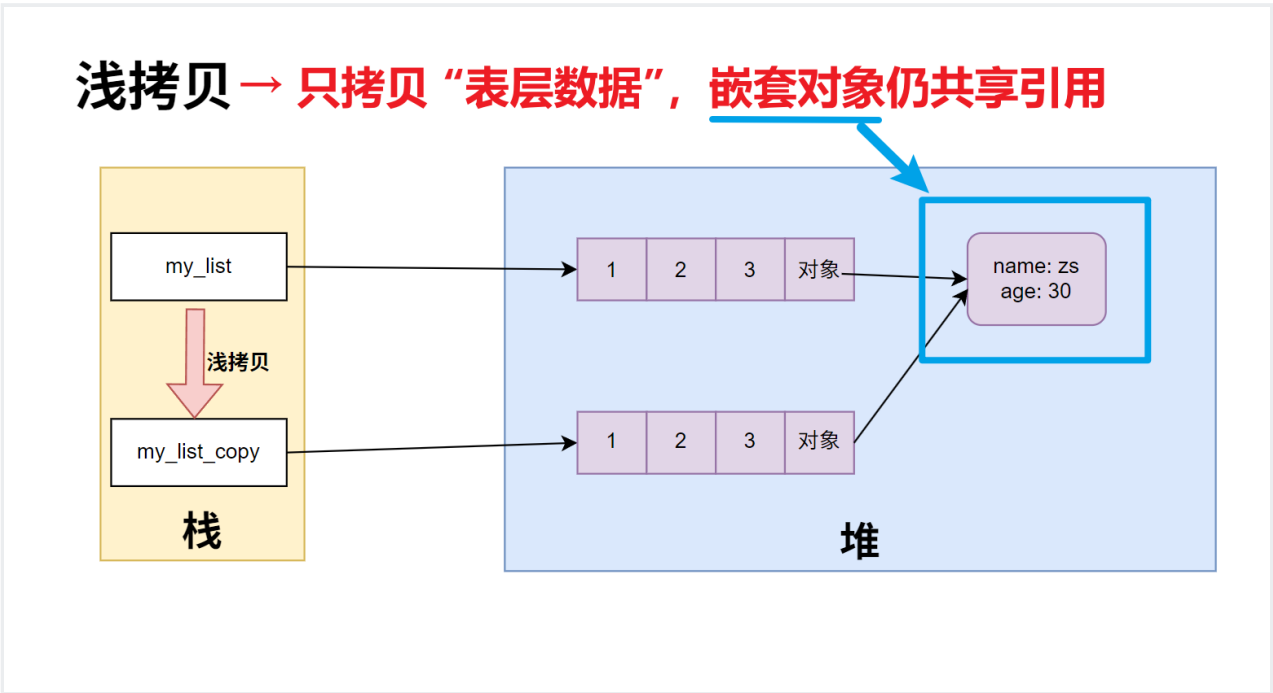 浅拷贝→ 只拷贝“表层数据”，嵌套对象仍共享引用
my_list
1 2 3 对象
name: zs
age: 30
浅拷贝
my_list_copy
1 2 3 对象
栈
堆